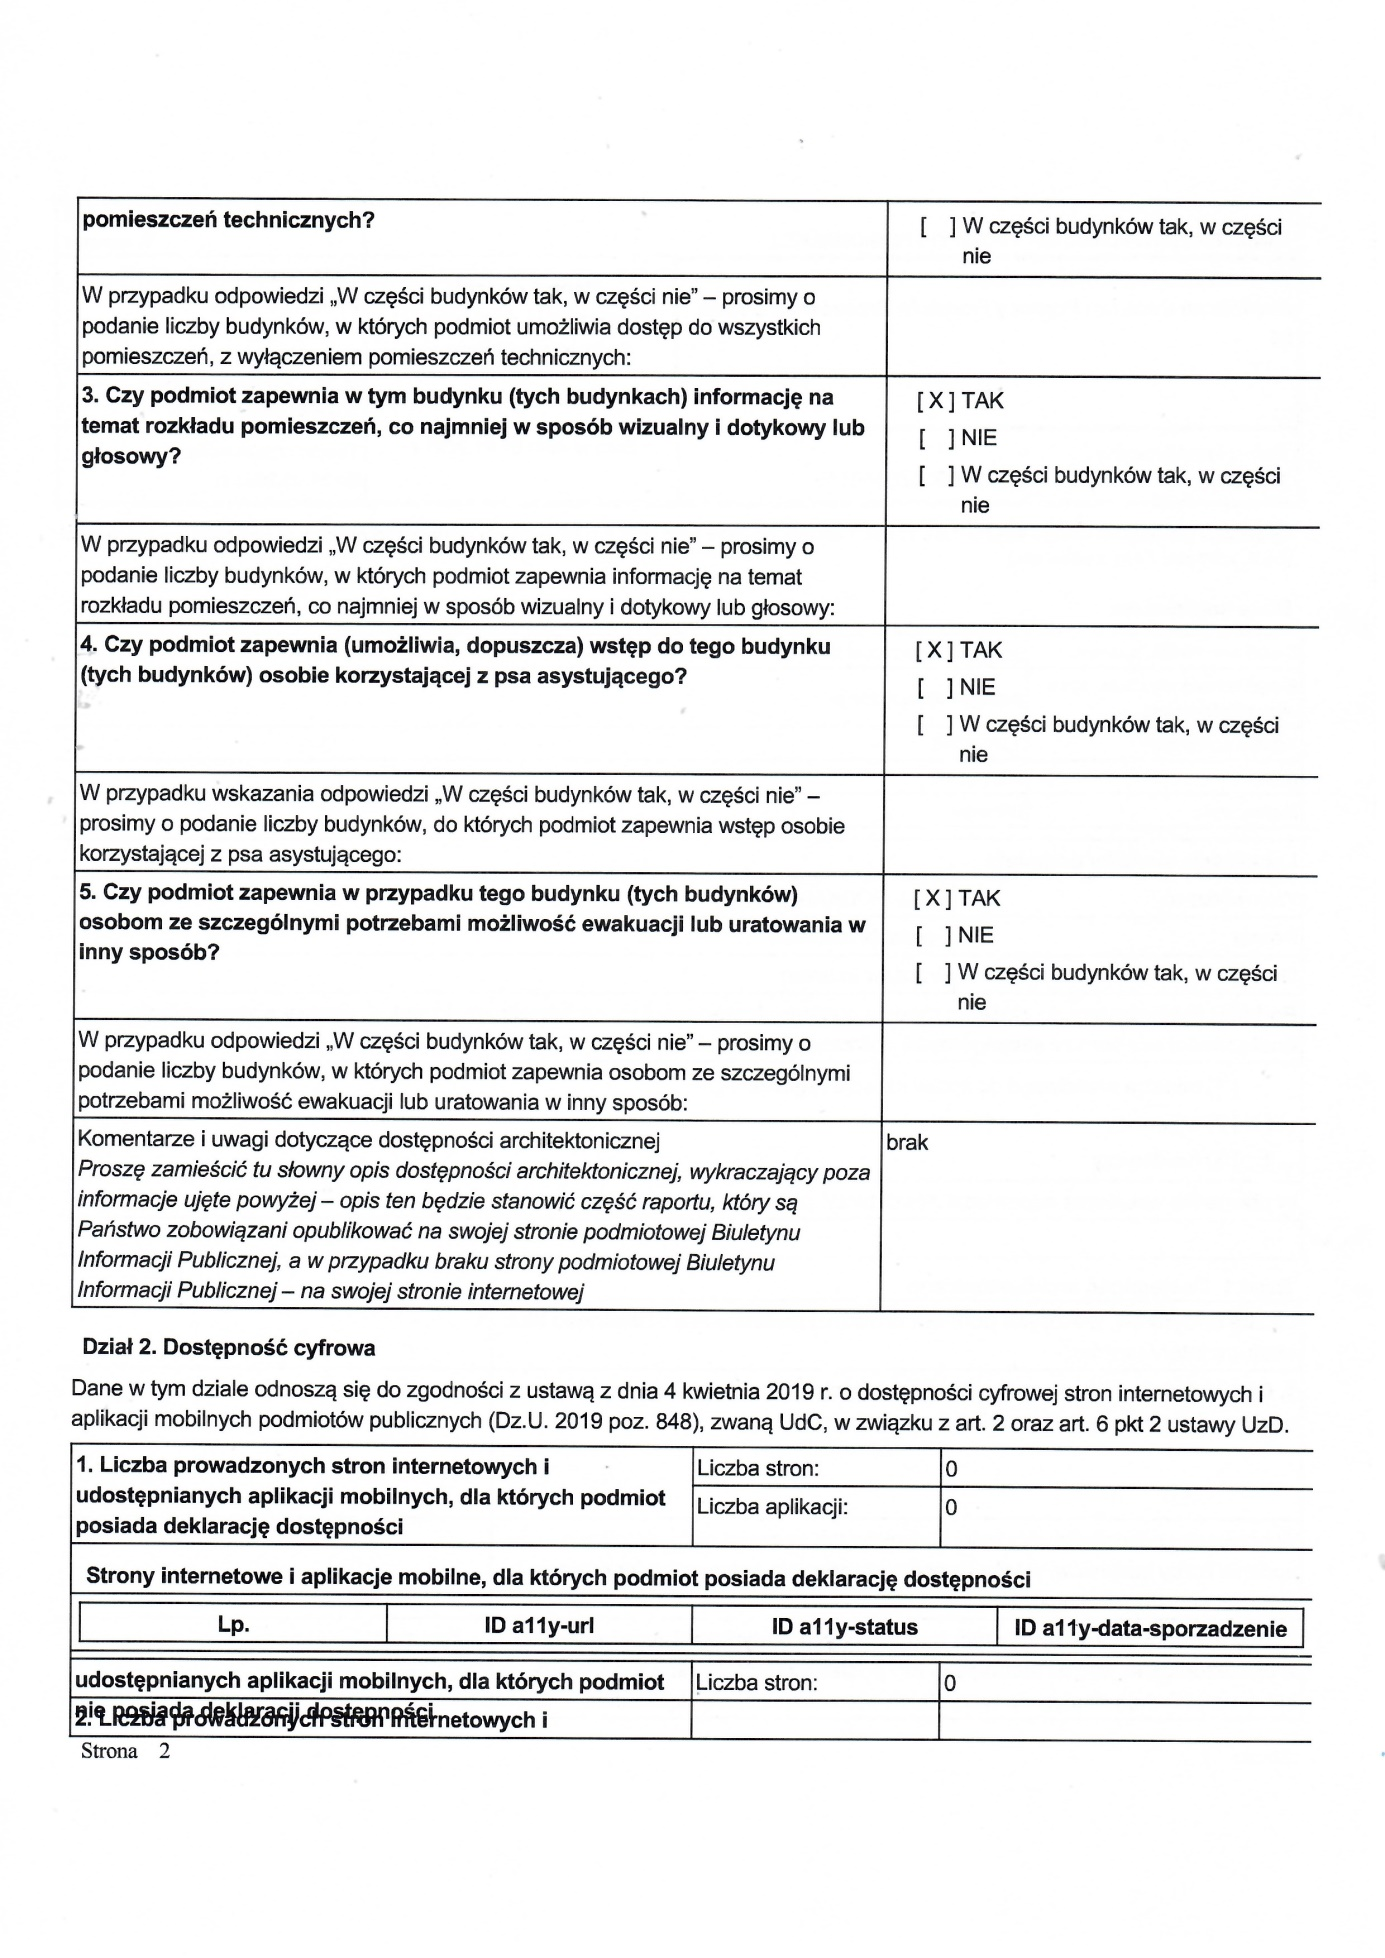 pomieszczeń technicznych?
[ ] W części budynków tak, w części
nie
W przypadku odpowiedzi „W części budynków tak, w części nie” – prosimy o
podanie liczby budynków, w których podmiot umożliwia dostęp do wszystkich
pomieszczeń, z wyłączeniem pomieszczeń technicznych:
3. Czy podmiot zapewnia w tym budynku (tych budynkach) informację na
temat rozkładu pomieszczeń, co najmniej w sposób wizualny i dotykowy lub
głosowy?
[ X ] TAK
[ ] NIE
[ ] W części budynków tak, w części
nie
W przypadku odpowiedzi „W części budynków tak, w części nie” – prosimy o
podanie liczby budynków, w których podmiot zapewnia informację na temat
rozkładu pomieszczeń, co najmniej w sposób wizualny i dotykowy lub głosowy:
4. Czy podmiot zapewnia (umożliwia, dopuszcza) wstęp do tego budynku
(tych budynków) osobie korzystającej z psa asystującego?
[ X ] TAK
[ ] NIE
[ ] W części budynków tak, w części
nie
W przypadku wskazania odpowiedzi „W części budynków tak, w części nie” –
prosimy o podanie liczby budynków, do których podmiot zapewnia wstęp osobie
korzystającej z psa asystującego:
5. Czy podmiot zapewnia w przypadku tego budynku (tych budynków)
osobom ze szczególnymi potrzebami możliwość ewakuacji lub uratowania w
inny sposób?
[ X ] TAK
[ ] NIE
[ ] W części budynków tak, w części
nie
W przypadku odpowiedzi „W części budynków tak, w części nie” – prosimy o
podanie liczby budynków, w których podmiot zapewnia osobom ze szczególnymi
potrzebami możliwość ewakuacji lub uratowania w inny sposób:
Komentarze i uwagi dotyczące dostępności architektonicznej
Proszę zamieścić tu słowny opis dostępności architektonicznej, wykraczający poza
informacje ujęte powyżej – opis ten będzie stanowić część raportu, który są
Państwo zobowiązani opublikować na swojej stronie podmiotowej Biuletynu
Informacji Publicznej, a w przypadku braku strony podmiotowej Biuletynu
Informacji Publicznej – na swojej stronie internetowej
brak
Dział 2. Dostępność cyfrowa
Dane w tym dziale odnoszą się do zgodności z ustawą z dnia 4 kwietnia 2019 r. o dostępności cyfrowej stron internetowych i
aplikacji mobilnych podmiotów publicznych (Dz.U. 2019 poz. 848), zwaną UdC, w związku z art. 2 oraz art. 6 pkt 2 ustawy UzD.
1. Liczba prowadzonych stron internetowych i
udostępnianych aplikacji mobilnych, dla których podmiot
posiada deklarację dostępności
Liczba stron: 0
Liczba aplikacji: 0
Strony internetowe i aplikacje mobilne, dla których podmiot posiada deklarację dostępności
Lp. ID a11y-url ID a11y-status ID a11y-data-sporzadzenie
udostępnianych aplikacji mobilnych, dla których podmiot
Liczba stron: 0
nie posiada deklaracji dostępności
2. Liczba prowadzonych stron internetowych i
Strona 2